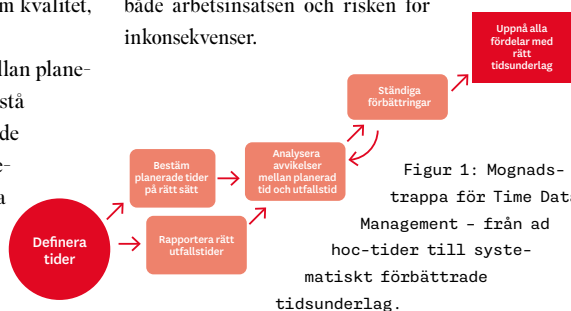 m kvalitet,
llan plane-
stå
de
e-
a
både arbetsinsatsen och risken för
inkonsekvenser.
Uppnå alla
fördelar med
rätt
tidsunderlag
Ständiga
förbättringar
Analysera
avvikelser
mellan planerad
tid och utfallstid
Bestäm
planerade tider
på rätt sätt
Rapportera rätt
utfallstider
Definera
tider
Figur 1: Mognads-
trappa för Time Data
Management – från ad
hoc-tider till syste-
matiskt förbättrade
tidsunderlag.